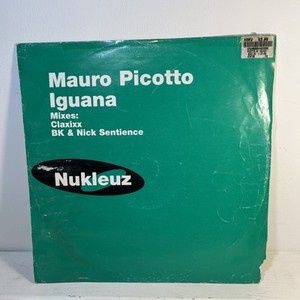 Mauro Picotto
Iguana
Mixes:
Claxixx
BK & Nick Sentience
Nukleuz